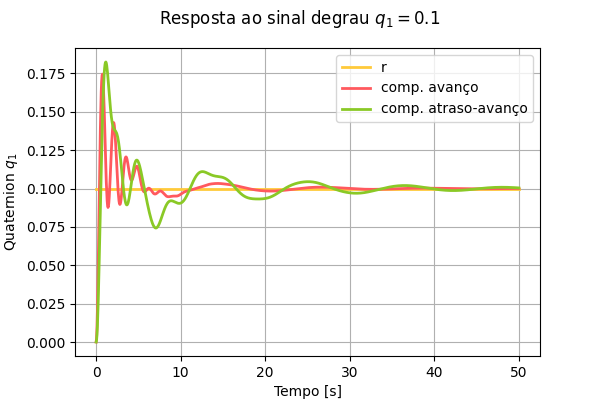 Resposta ao sinal degrau q₁ = 0.1
r
comp. avanço
comp. atraso-avanço
Quaternion q₁
0.175
0.150
0.125
0.100
0.075
0.050
0.025
0.000
0 10 20 30 40 50
Tempo [s]